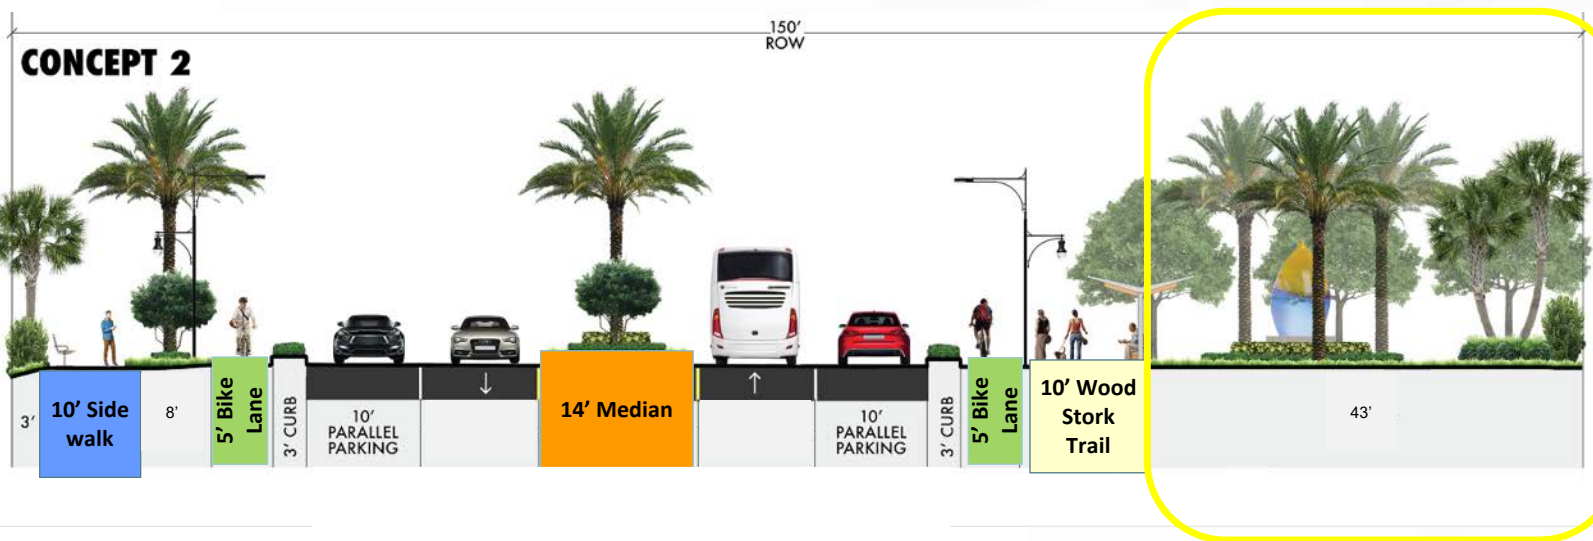 150'
ROW
CONCEPT 2
3'
10' Side
walk
8'
5' Bike
Lane
3' CURB
10'
PARALLEL
PARKING
↓
14' Median
↑
10'
PARALLEL
PARKING
3' CURB
5' Bike
Lane
10' Wood
Stork
Trail
43'